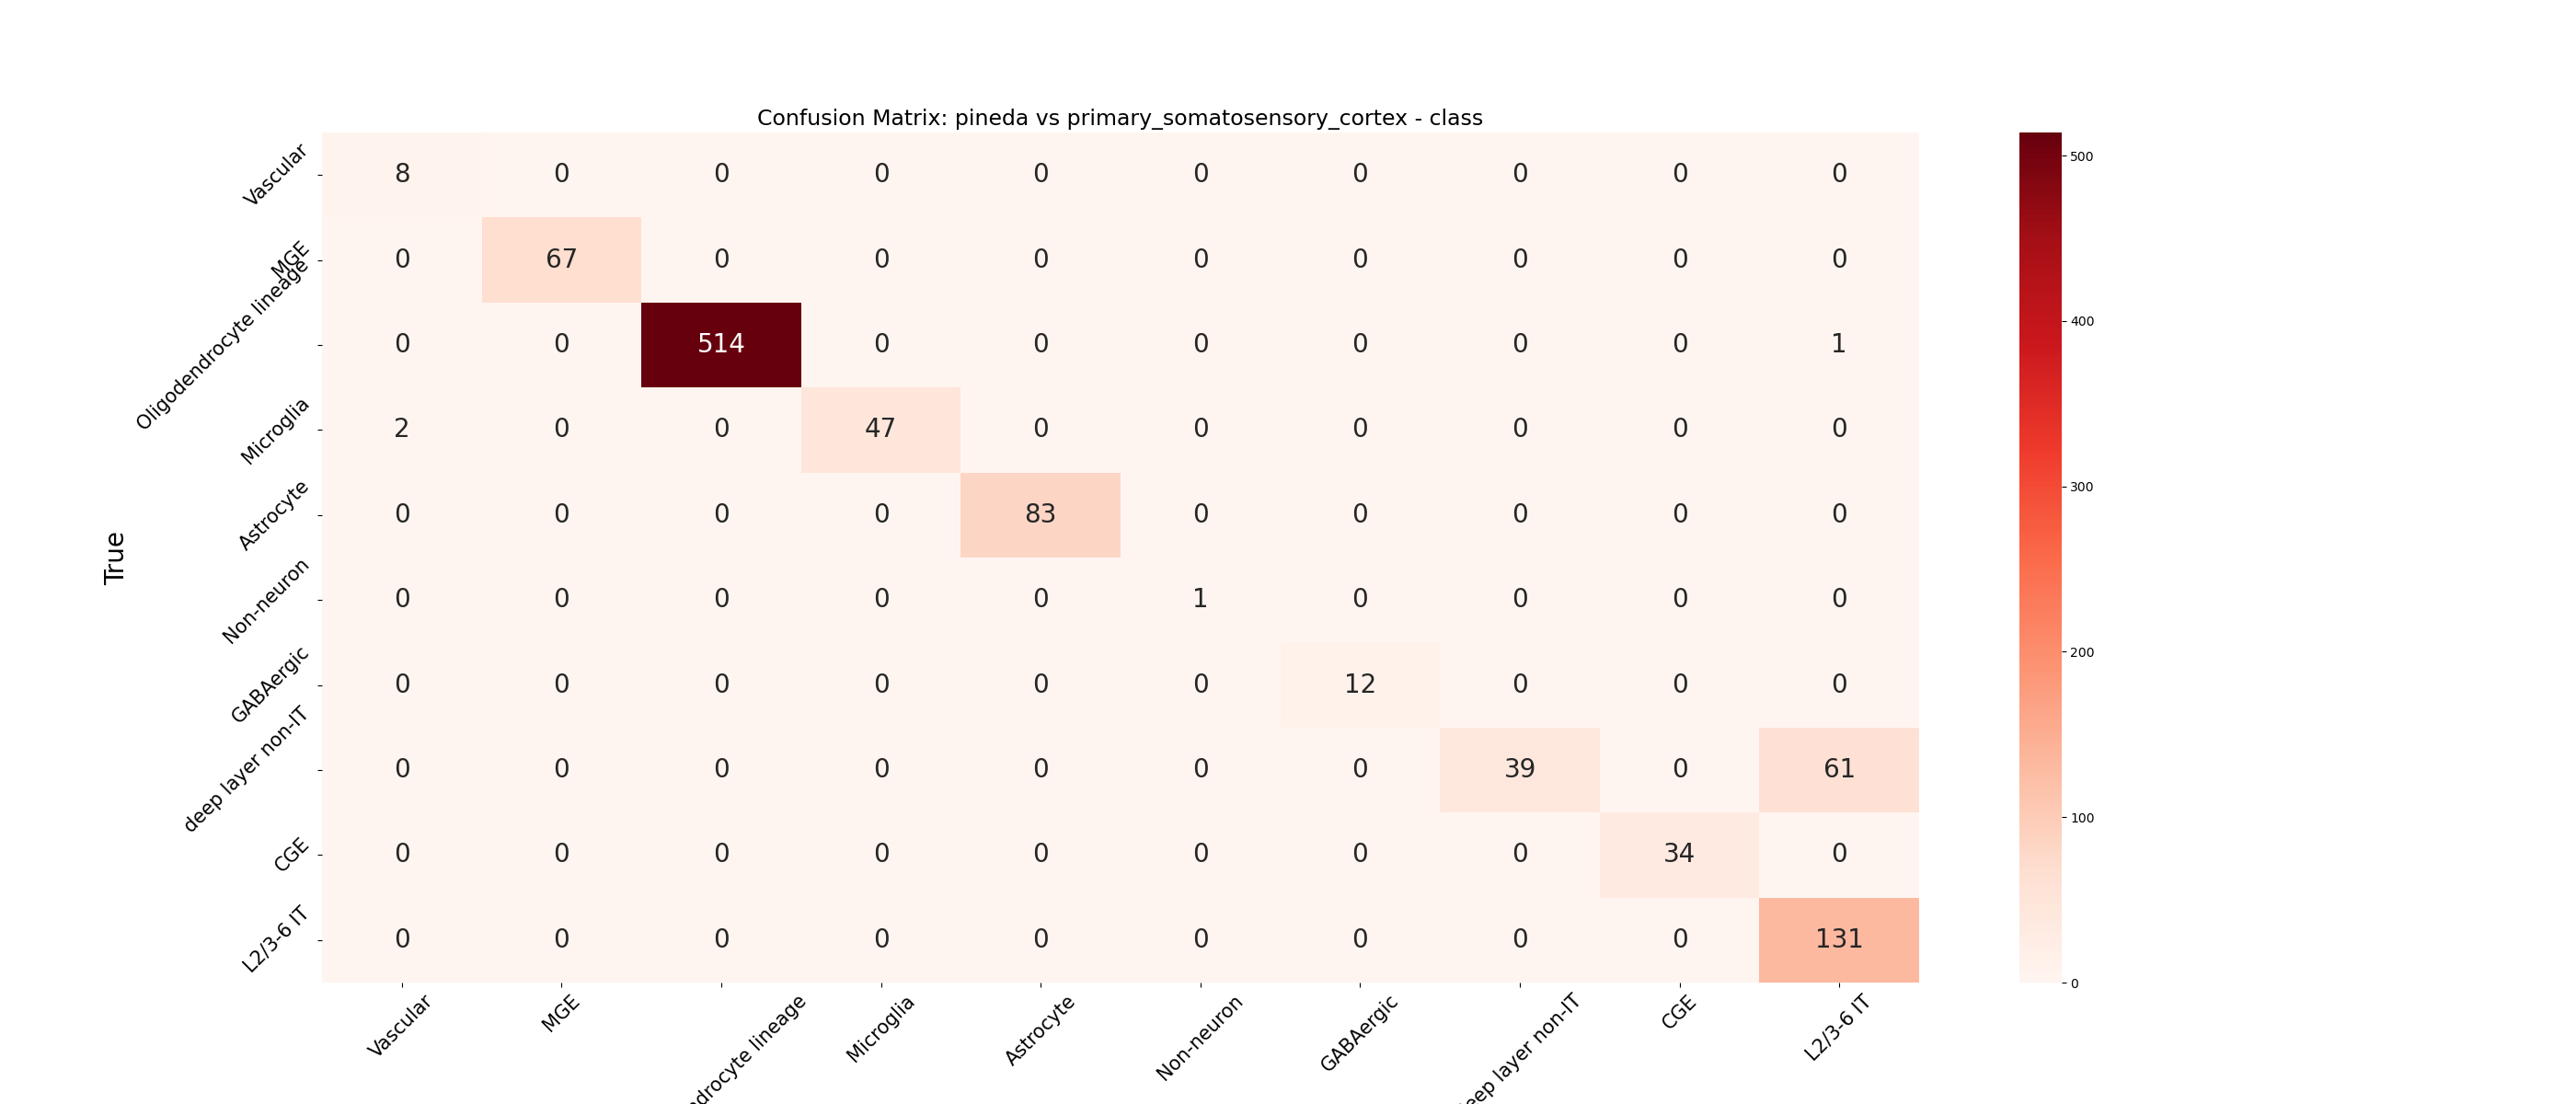 Confusion Matrix: pineda vs primary_somatosensory_cortex - class
True
Vascular 8 0 0 0 0 0 0 0 0 0
MGE 0 67 0 0 0 0 0 0 0 0
Oligodendrocyte lineage 0 0 514 0 0 0 0 0 0 1
Microglia 2 0 0 47 0 0 0 0 0 0
Astrocyte 0 0 0 0 83 0 0 0 0 0
Non-neuron 0 0 0 0 0 1 0 0 0 0
GABAergic 0 0 0 0 0 0 12 0 0 0
deep layer non-IT 0 0 0 0 0 0 0 39 0 61
CGE 0 0 0 0 0 0 0 0 34 0
L2/3-6 IT 0 0 0 0 0 0 0 0 0 131
Vascular MGE ndrocyte lineage Microglia Astrocyte Non-neuron GABAergic eep layer non-IT CGE L2/3-6 IT
500
400
300
200
100
0